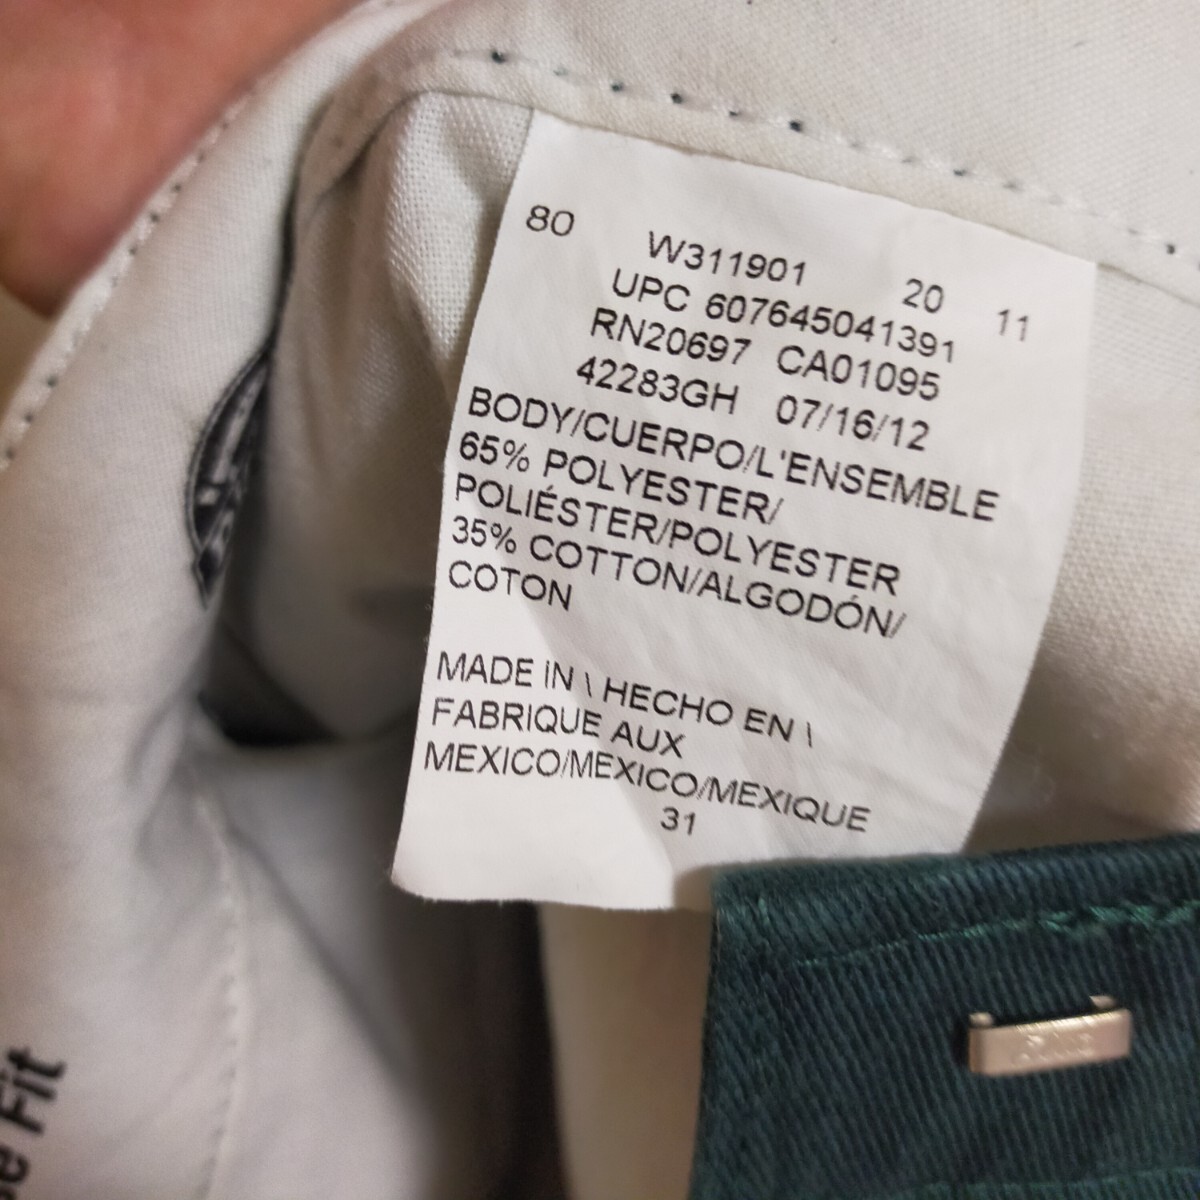 80 W311901 20 11
UPC 607645041391
RN20697 CA01095
42283GH 07/16/12
BODY/CUERPO/L'ENSEMBLE
65% POLYESTER/
POLIÉSTER/POLYESTER
35% COTTON/ALGODÓN/
COTON
MADE IN \ HECHO EN \
FABRIQUE AUX
MEXICO/MEXICO/MEXIQUE
31
Fit